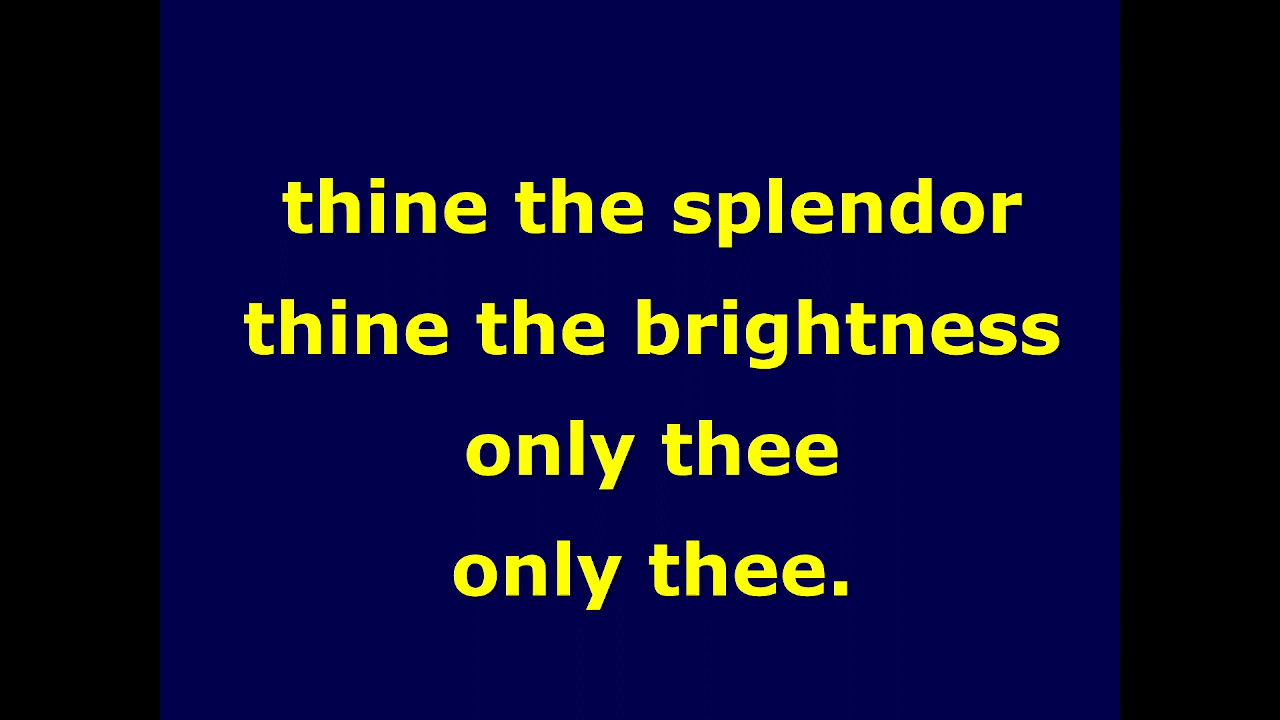 thine the splendor
thine the brightness
only thee
only thee.